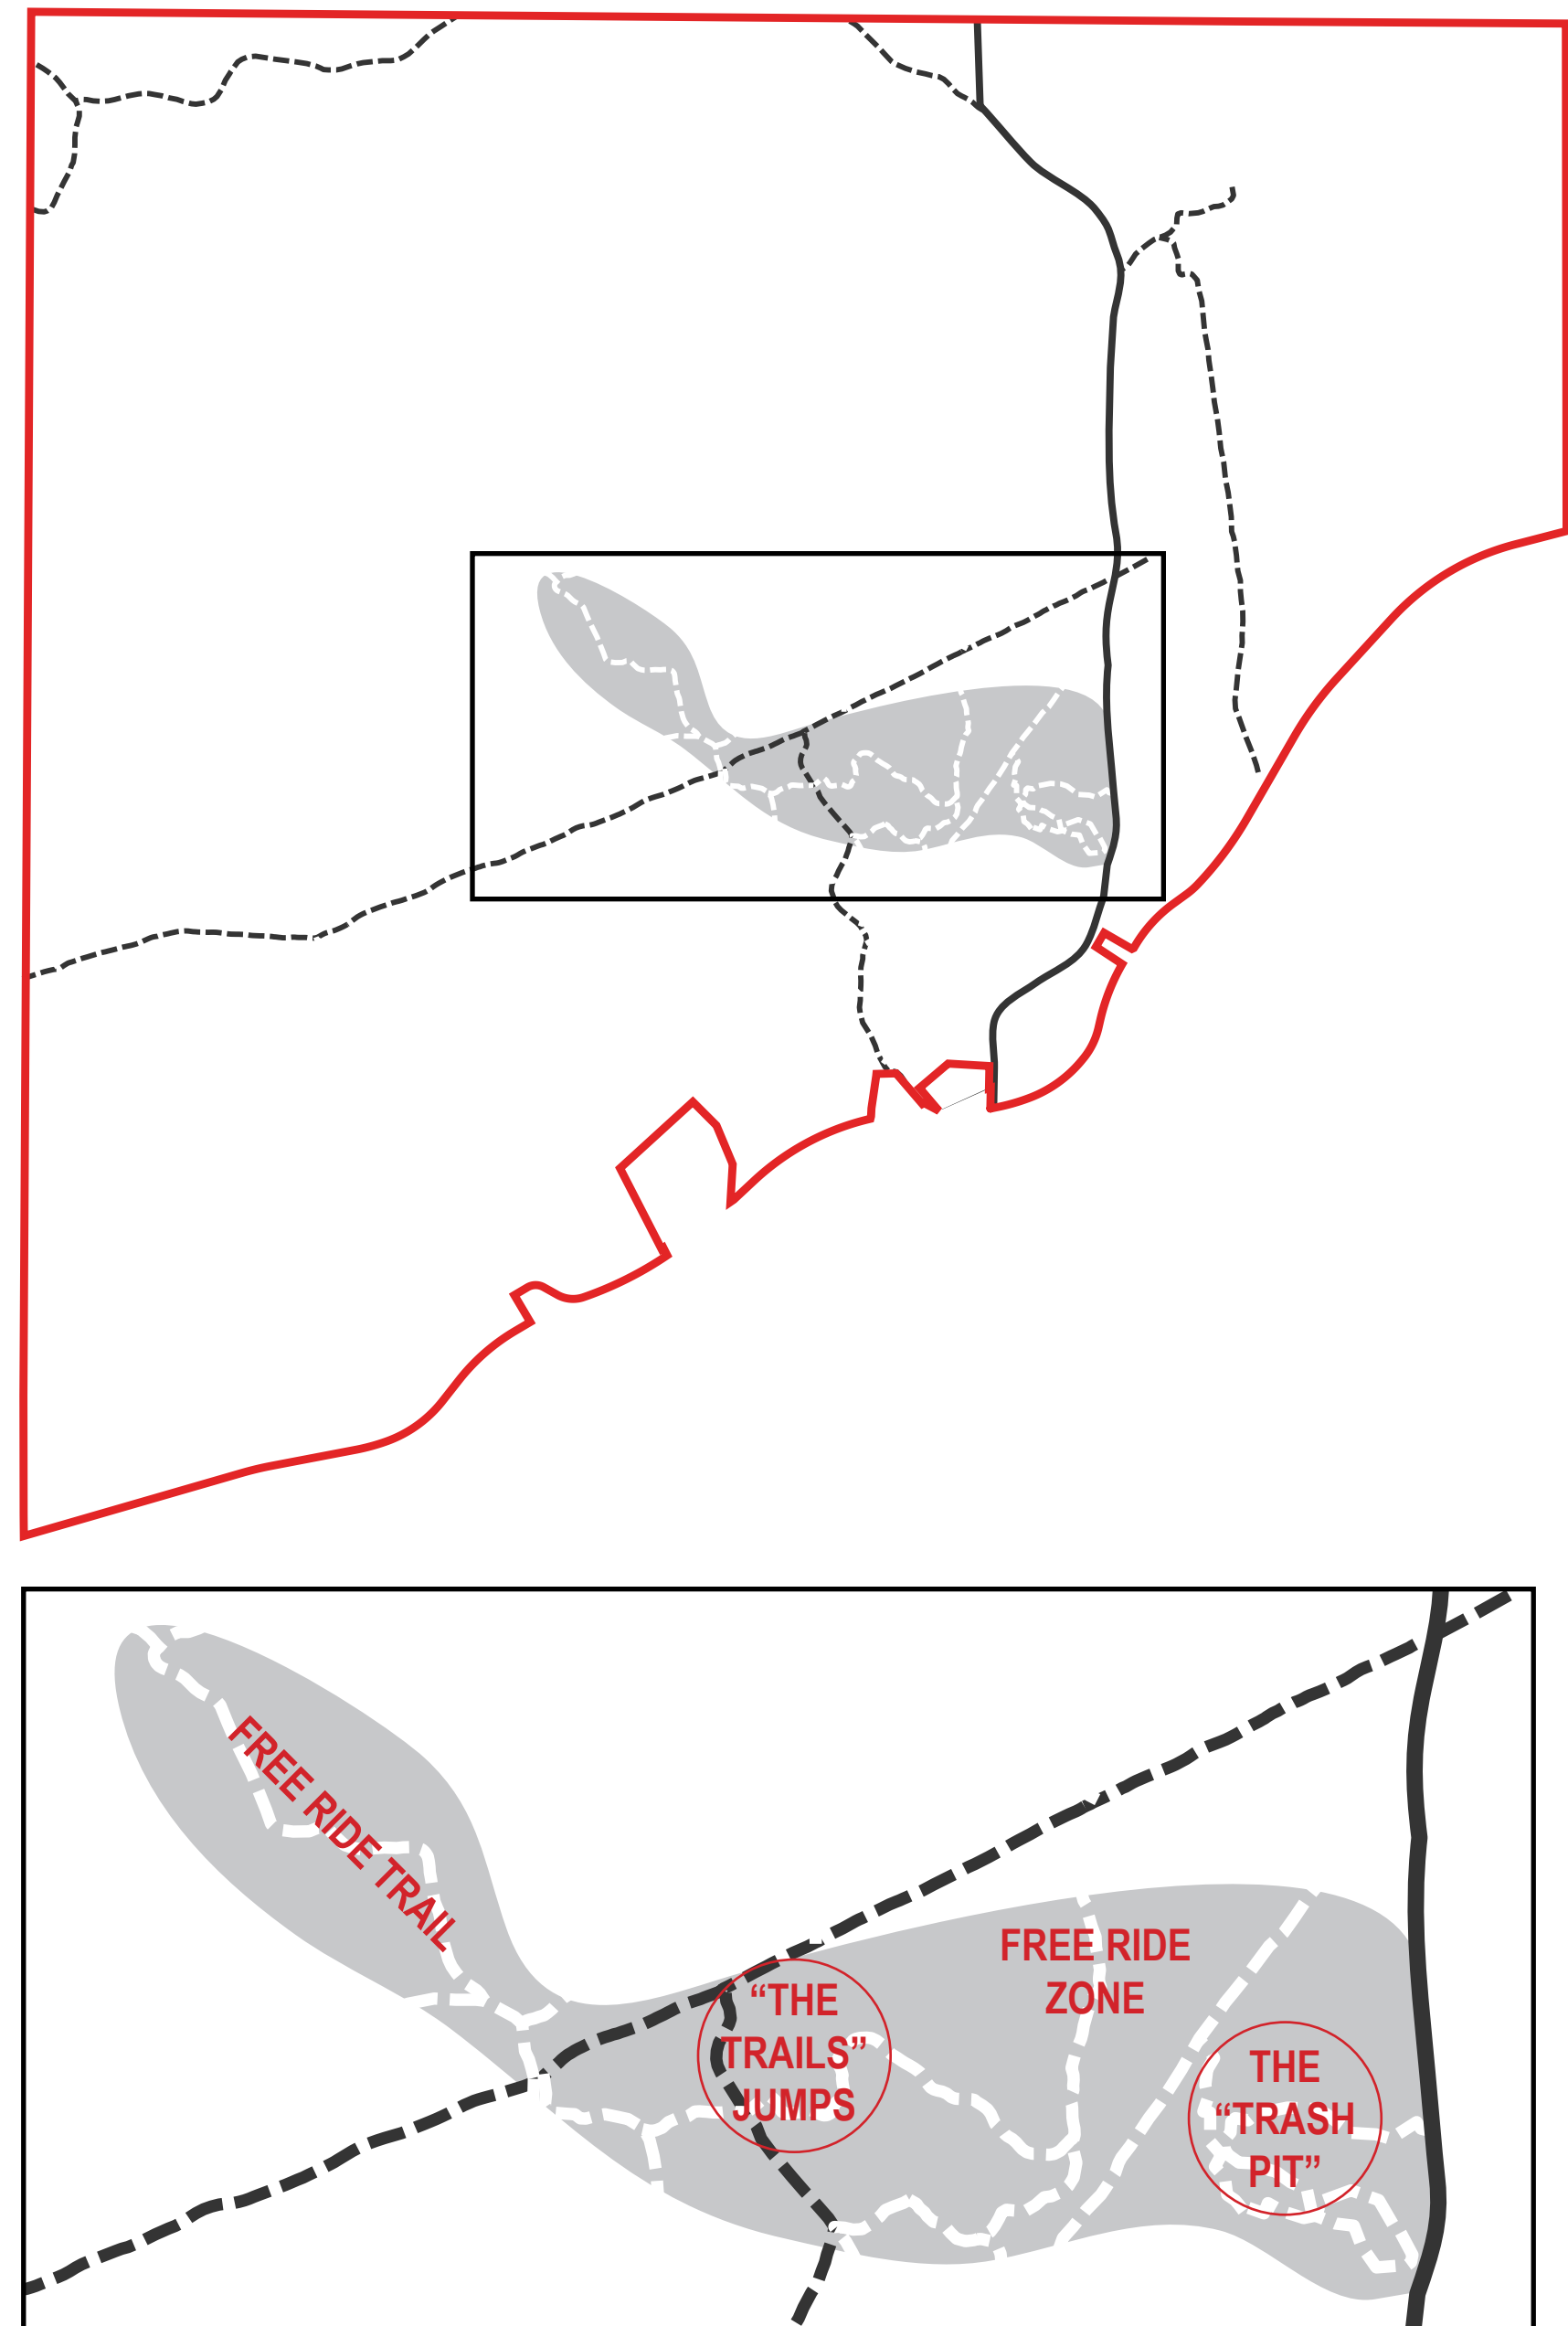 FREE RIDE TRAIL
FREE RIDE
ZONE
“THE
TRAILS”
JUMPS
THE
“TRASH
PIT”